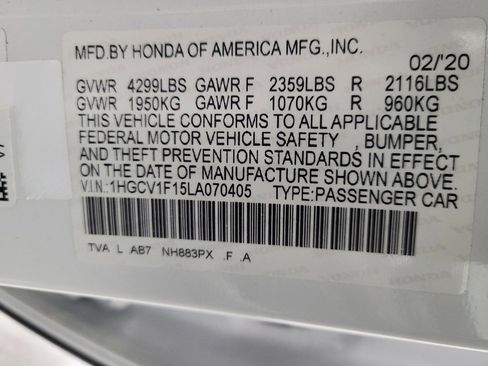 MFD.BY HONDA OF AMERICA MFG.,INC.
02/'20
GVWR 4299LBS GAWR F 2359LBS R 2116LBS
GVWR 1950KG GAWR F 1070KG R 960KG
THIS VEHICLE CONFORMS TO ALL APPLICABLE
FEDERAL MOTOR VEHICLE SAFETY , BUMPER,
AND THEFT PREVENTION STANDARDS IN EFFECT
ON THE DATE OF MANUFACTURE SHOWN ABOVE.
V.I.N.:1HGCV1F15LA070405 TYPE:PASSENGER CAR
TVA L AB7 NH883PX .F .A